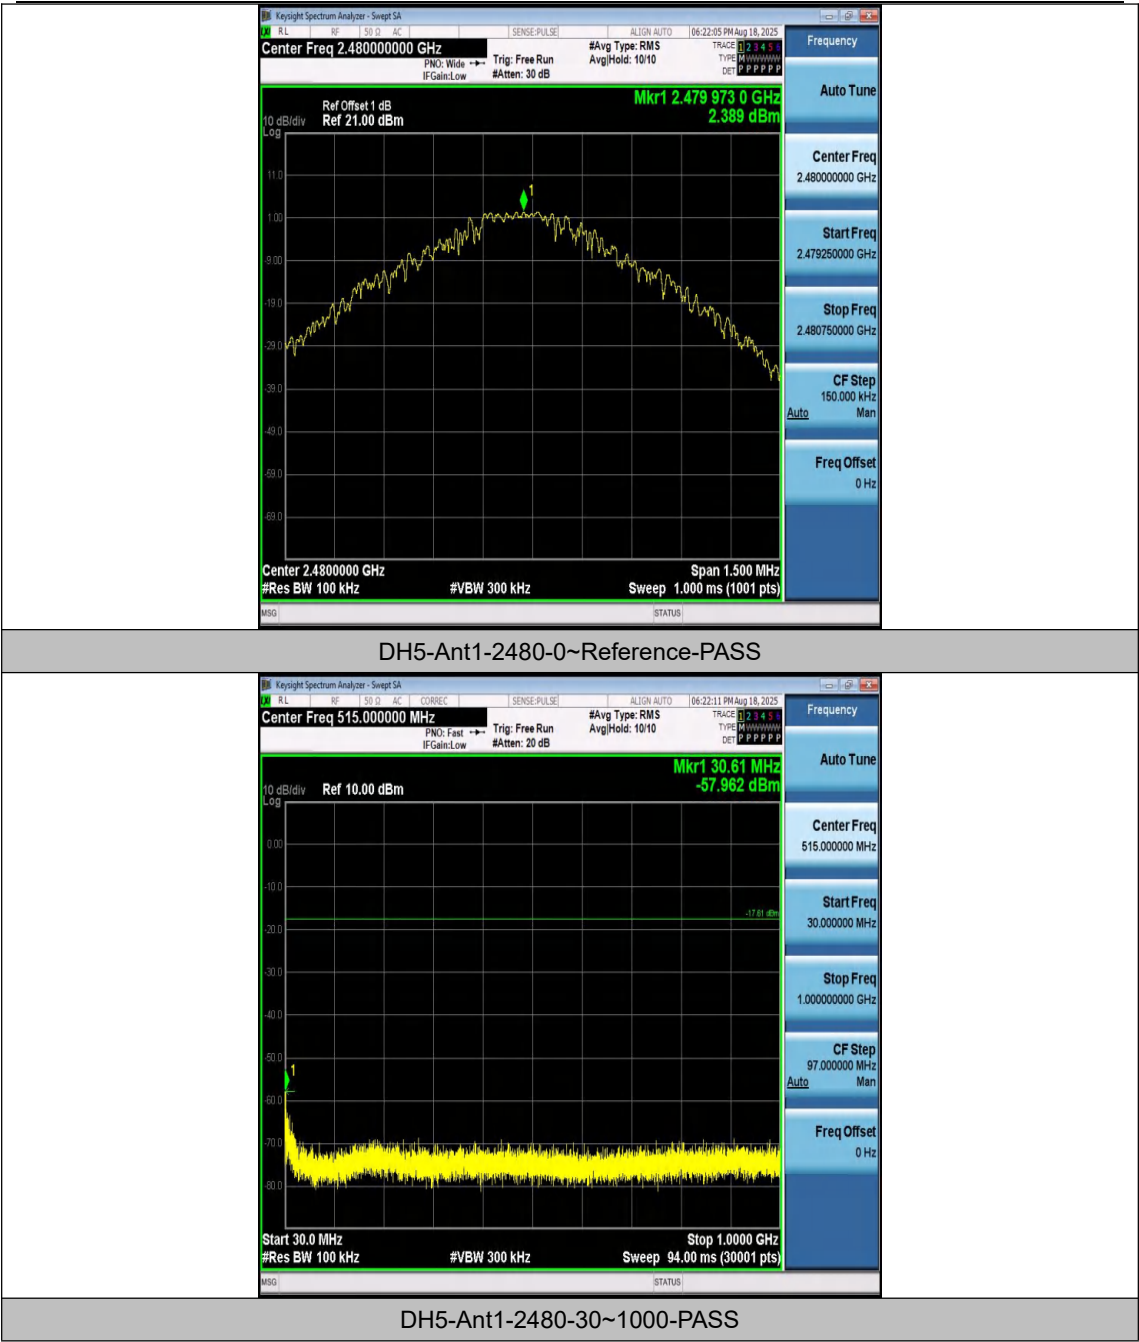 Keysight Spectrum Analyzer - Swept SA
RL RF 50 Ω AC SENSE:PULSE ALIGN AUTO 06:22:05 PM Aug 18, 2025
Center Freq 2.480000000 GHz #Avg Type: RMS TRACE 1 2 3 4 5 6
PNO: Wide Trig: Free Run Avg|Hold: 10/10 TYPE M WWWWW
IFGain:Low #Atten: 30 dB DET P P P P P P
Frequency
Mkr1 2.479 973 0 GHz
2.389 dBm
Ref Offset 1 dB
10 dB/div Ref 21.00 dBm
Log
11.0
1.00
-9.00
-19.0
-29.0
-39.0
-49.0
-59.0
-69.0
1
Center 2.4800000 GHz Span 1.500 MHz
#Res BW 100 kHz #VBW 300 kHz Sweep 1.000 ms (1001 pts)
MSG STATUS
Auto Tune
Center Freq
2.480000000 GHz
Start Freq
2.479250000 GHz
Stop Freq
2.480750000 GHz
CF Step
150.000 kHz
Auto Man
Freq Offset
0 Hz
DH5-Ant1-2480-0~Reference-PASS
Keysight Spectrum Analyzer - Swept SA
RL RF 50 Ω AC CORREC SENSE:PULSE ALIGN AUTO 06:22:11 PM Aug 18, 2025
Center Freq 515.000000 MHz #Avg Type: RMS TRACE 1 2 3 4 5 6
PNO: Fast Trig: Free Run Avg|Hold: 10/10 TYPE M WWWWW
IFGain:Low #Atten: 20 dB DET P P P P P P
Frequency
Mkr1 30.61 MHz
-57.962 dBm
10 dB/div Ref 10.00 dBm
Log
0.00
-10.0
-17.61 dBm
-20.0
-30.0
-40.0
-50.0
1
-60.0
-70.0
-80.0
Start 30.0 MHz Stop 1.0000 GHz
#Res BW 100 kHz #VBW 300 kHz Sweep 94.00 ms (30001 pts)
MSG STATUS
Auto Tune
Center Freq
515.000000 MHz
Start Freq
30.000000 MHz
Stop Freq
1.000000000 GHz
CF Step
97.000000 MHz
Auto Man
Freq Offset
0 Hz
DH5-Ant1-2480-30~1000-PASS